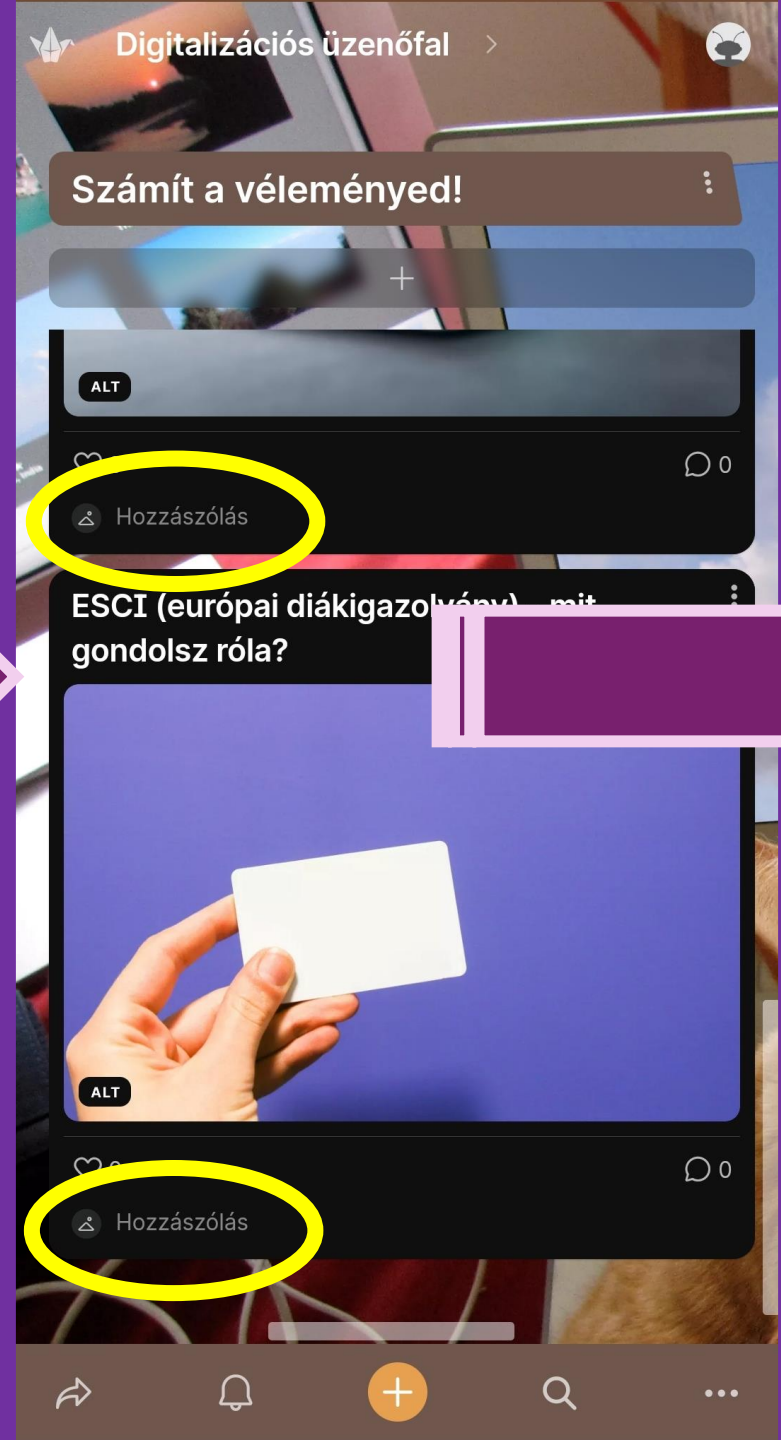 Digitalizációs üzenőfal
Számít a véleményed!
ALT
0
Hozzászólás
ESCI (európai diákigazolvány) - mit
gondolsz róla?
ALT
0
Hozzászólás